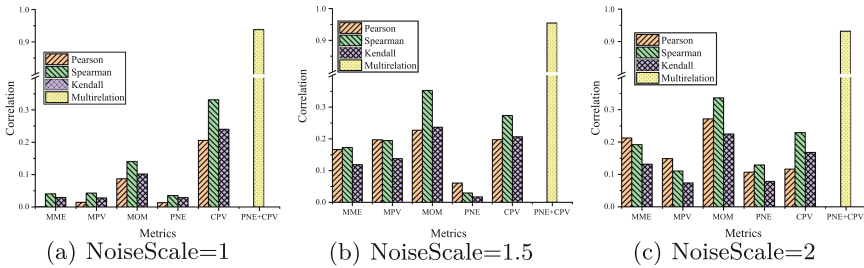 1.0
0.9
0.3
0.2
0.1
0.0
Correlation
Pearson
Spearman
Kendall
Multirelation
MME MPV MOM PNE CPV PNE+CPV
Metrics
(a) NoiseScale=1
1.0
0.9
0.3
0.2
0.1
0.0
Correlation
Pearson
Spearman
Kendall
Multirelation
MME MPV MOM PNE CPV PNE+CPV
Metrics
(b) NoiseScale=1.5
1.0
0.9
0.3
0.2
0.1
0.0
Correlation
Pearson
Spearman
Kendall
Multirelation
MME MPV MOM PNE CPV PNE+CPV
Metrics
(c) NoiseScale=2